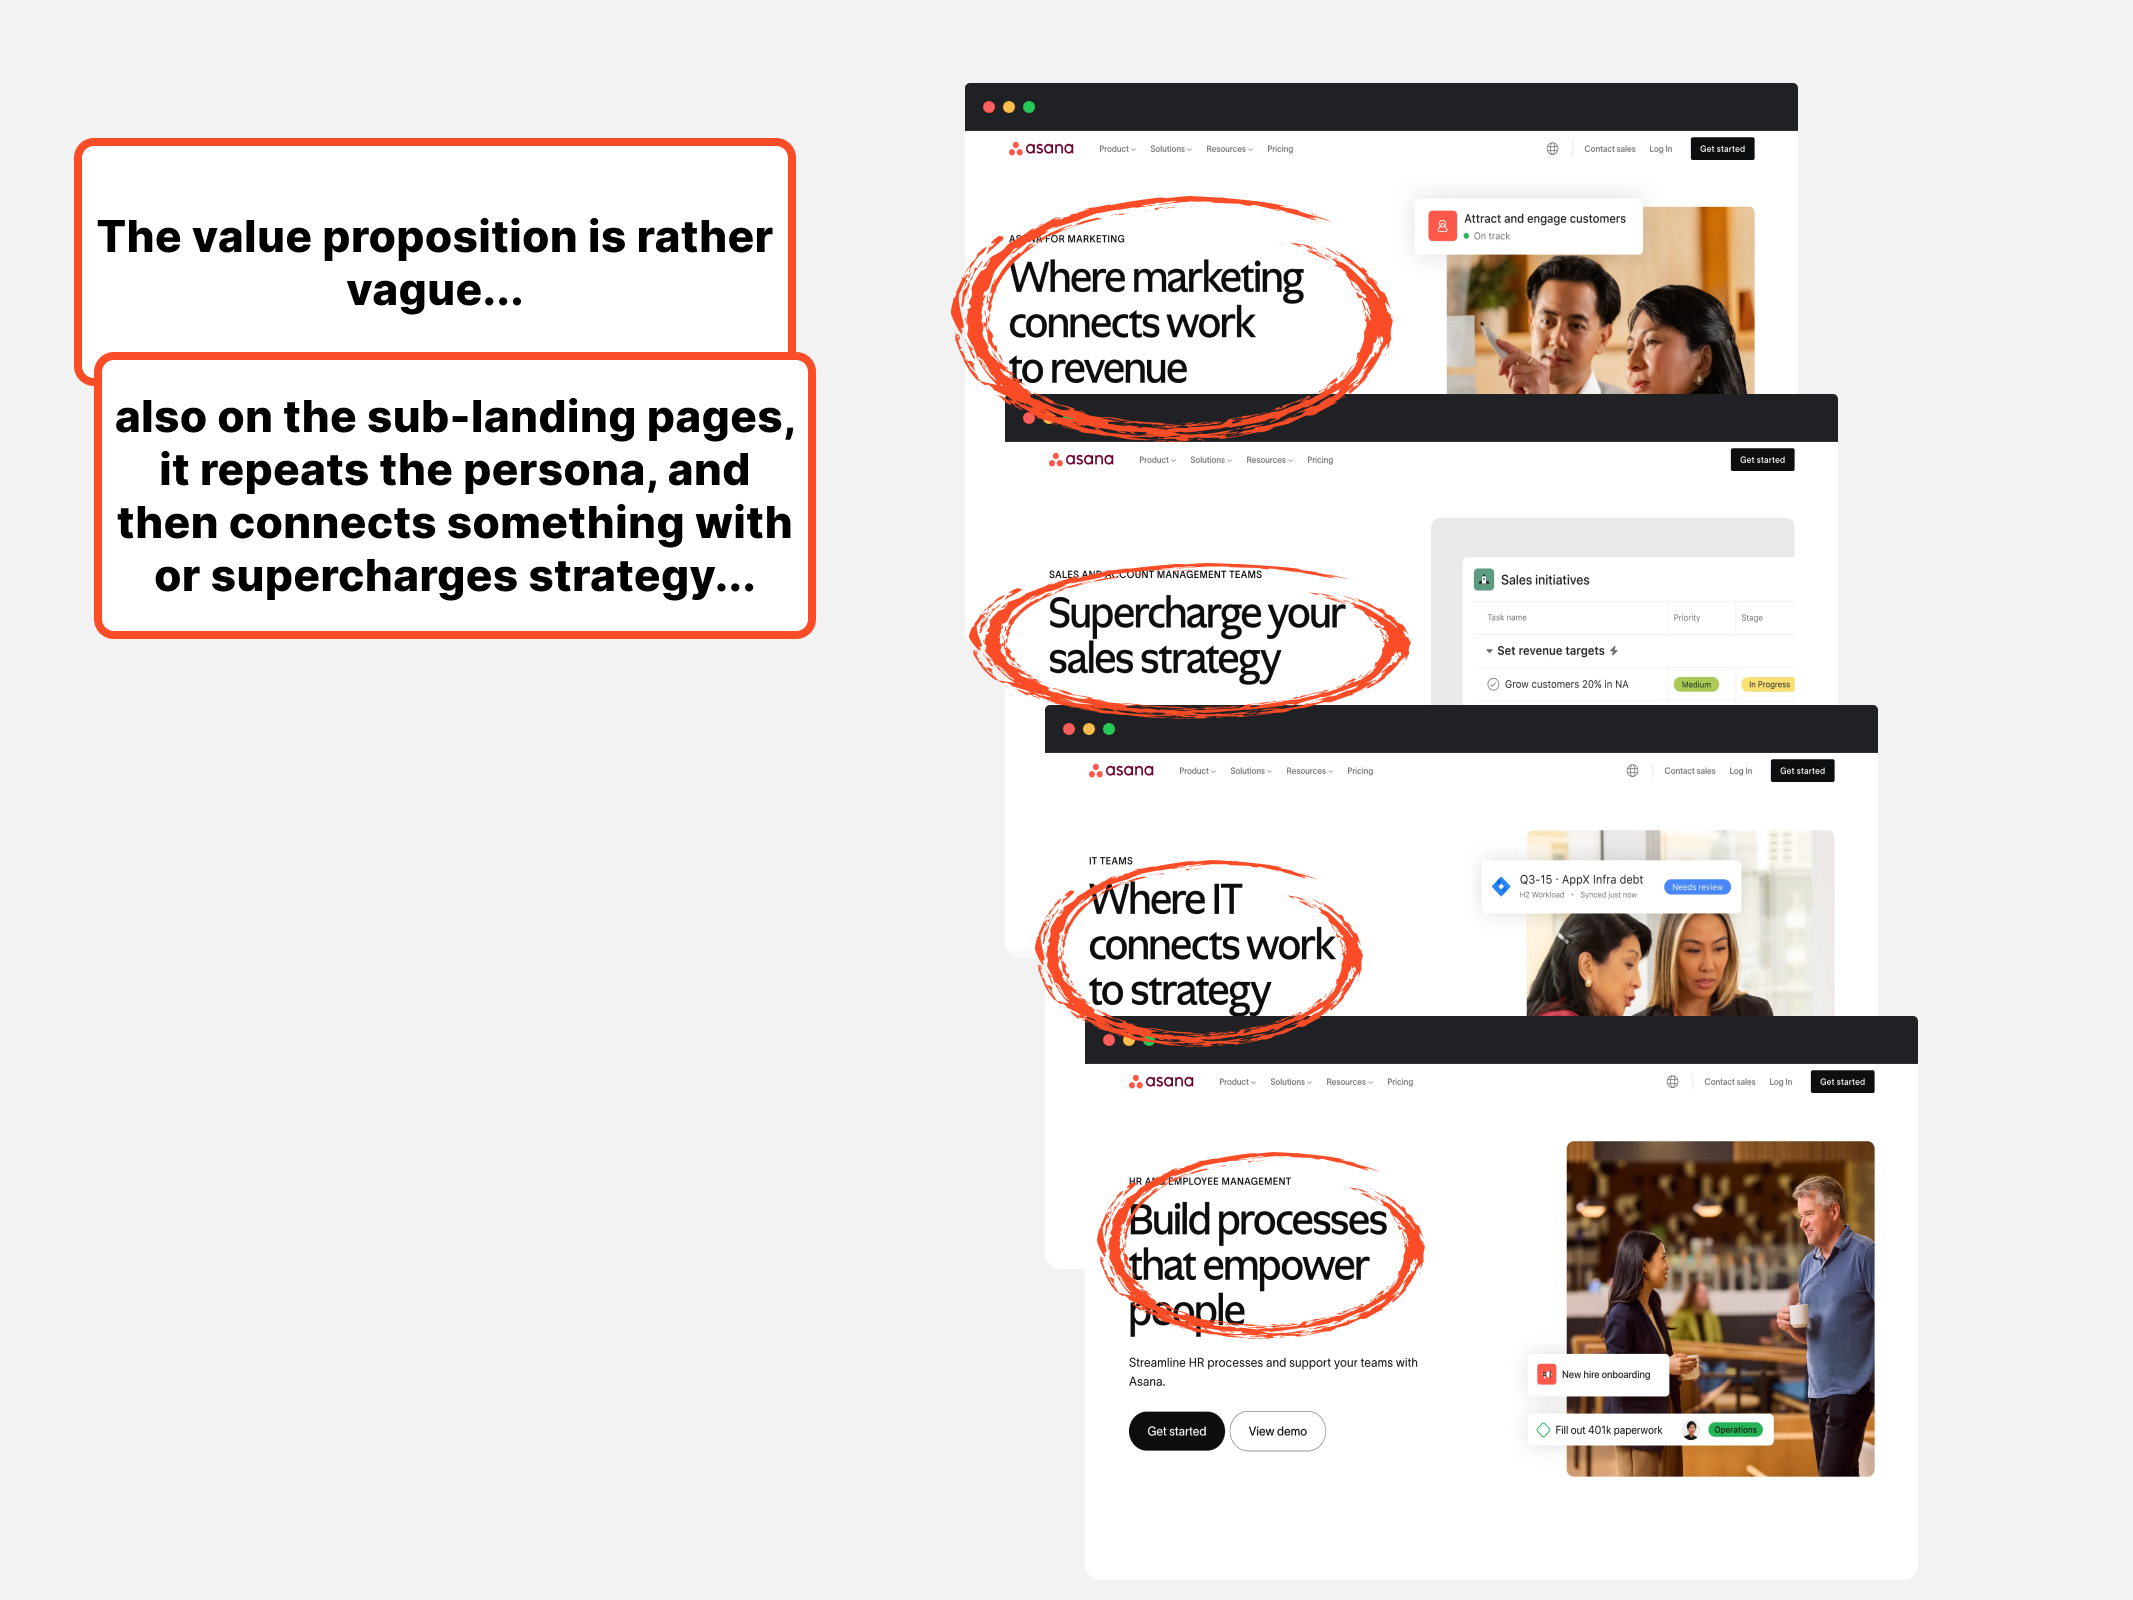 The value proposition is rather
vague...
also on the sub-landing pages,
it repeats the persona, and
then connects something with
or supercharges strategy...
asana
Product
Solutions
Resources
Pricing
Contact sales
Log In
Get started
ASANA FOR MARKETING
Where marketing
connects work
to revenue
Attract and engage customers
On track
asana
Product
Solutions
Resources
Pricing
Get started
SALES AND ACCOUNT MANAGEMENT TEAMS
Supercharge your
sales strategy
Sales initiatives
Task name
Priority
Stage
Set revenue targets
Grow customers 20% in NA
Medium
In Progress
asana
Product
Solutions
Resources
Pricing
Contact sales
Log In
Get started
IT TEAMS
Where IT
connects work
to strategy
Q3-15 · AppX Infra debt
H2 Workload • Synced just now
Needs review
asana
Product
Solutions
Resources
Pricing
Contact sales
Log In
Get started
HR AND EMPLOYEE MANAGEMENT
Build processes
that empower
people
Streamline HR processes and support your teams with
Asana.
Get started
View demo
New hire onboarding
Fill out 401k paperwork
Operations